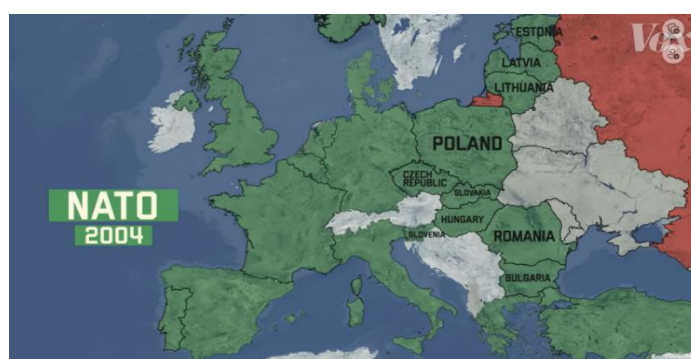 ESTONIA
LATVIA
LITHUANIA
POLAND
CZECH
REPUBLIC
SLOVAKIA
NATO
2004
HUNGARY
SLOVENIA
ROMANIA
BULGARIA